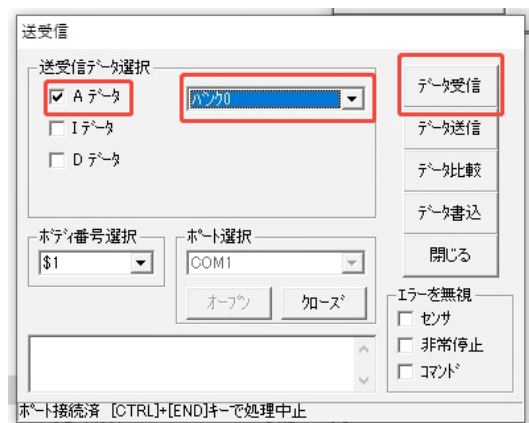 送受信
送受信ﾃﾞｰﾀ選択
A ﾃﾞｰﾀ
ﾊﾞﾝｸ0
I ﾃﾞｰﾀ
D ﾃﾞｰﾀ
ﾃﾞｰﾀ受信
ﾃﾞｰﾀ送信
ﾃﾞｰﾀ比較
ﾃﾞｰﾀ書込
閉じる
ﾎﾞﾃﾞｨ番号選択
$1
ﾎﾟｰﾄ選択
COM1
ｵｰﾌﾟﾝ
ｸﾛｰｽﾞ
ｴﾗｰを無視
ｾﾝｻ
非常停止
ｺﾏﾝﾄﾞ
ﾎﾟｰﾄ接続済 [CTRL]+[END]ｷｰで処理中止